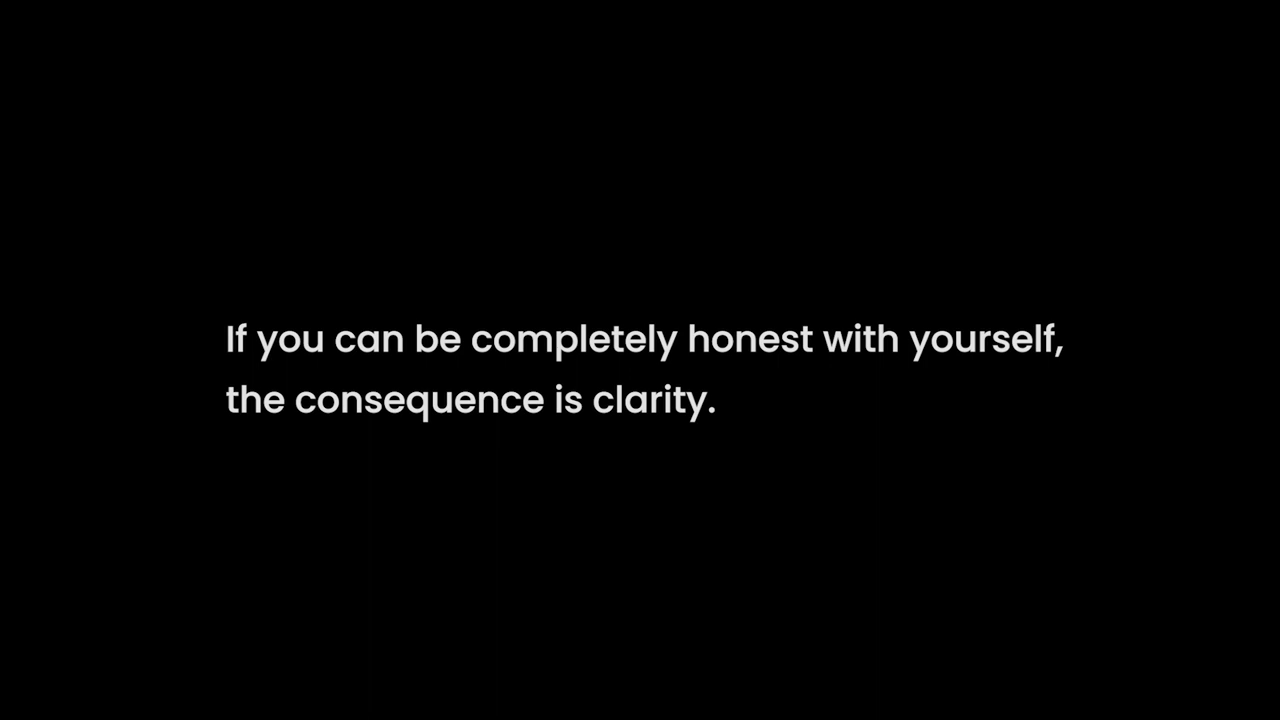 If you can be completely honest with yourself,
the consequence is clarity.